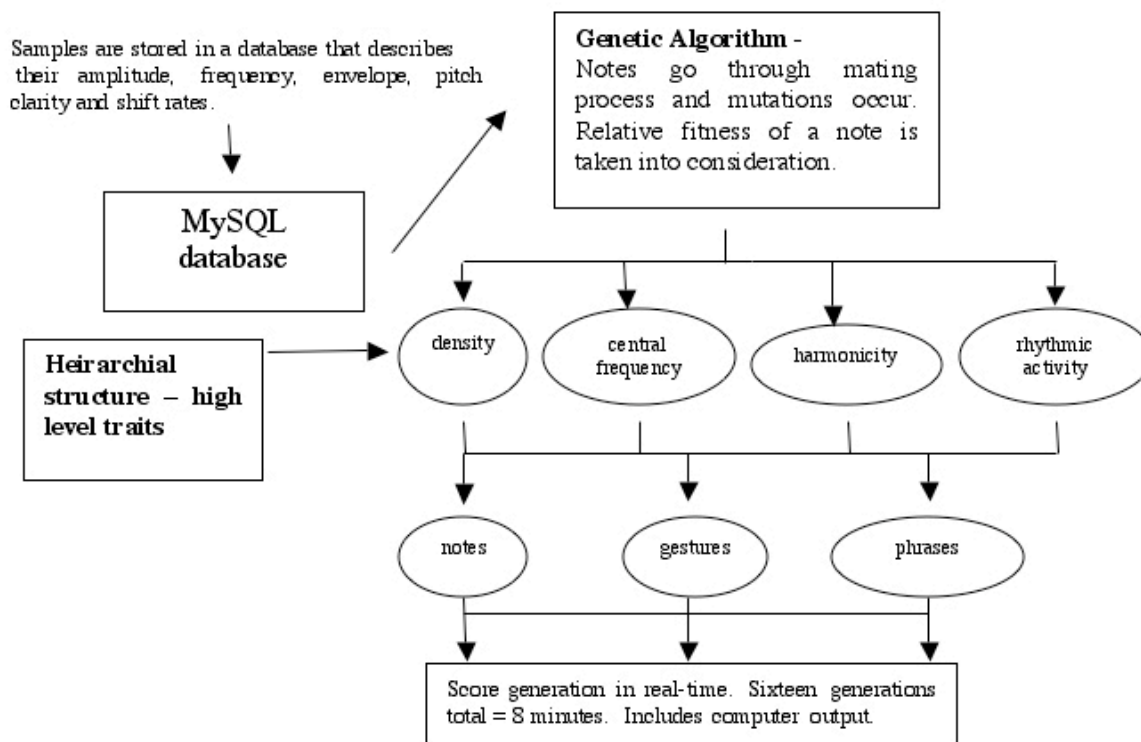 Samples are stored in a database that describes
their amplitude, frequency, envelope, pitch
clarity and shift rates.
Genetic Algorithm -
Notes go through mating
process and mutations occur.
Relative fitness of a note is
taken into consideration.
MySQL
database
Heirarchial
structure – high
level traits
density
central
frequency
harmonicity
rhythmic
activity
notes
gestures
phrases
Score generation in real-time. Sixteen generations
total = 8 minutes. Includes computer output.